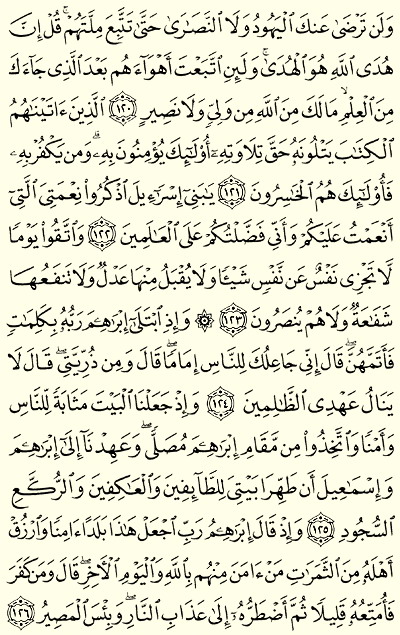 وَلَن تَرْضَىٰ عَنكَ ٱلْيَهُودُ وَلَا ٱلنَّصَـٰرَىٰ حَتَّىٰ تَتَّبِعَ مِلَّتَهُمْ ۗ قُلْ إِنَّ
هُدَى ٱللَّهِ هُوَ ٱلْهُدَىٰ ۗ وَلَئِنِ ٱتَّبَعْتَ أَهْوَآءَهُم بَعْدَ ٱلَّذِى جَآءَكَ
مِنَ ٱلْعِلْمِ ۙ مَا لَكَ مِنَ ٱللَّهِ مِن وَلِىٍّ وَلَا نَصِيرٍ ﴿١٢٠﴾ ٱلَّذِينَ ءَاتَيْنَـٰهُمُ
ٱلْكِتَـٰبَ يَتْلُونَهُۥ حَقَّ تِلَاوَتِهِۦٓ أُو۟لَـٰٓئِكَ يُؤْمِنُونَ بِهِۦ ۗ وَمَن يَكْفُرْ بِهِۦ
فَأُو۟لَـٰٓئِكَ هُمُ ٱلْخَـٰسِرُونَ ﴿١٢١﴾ يَـٰبَنِىٓ إِسْرَٰٓءِيلَ ٱذْكُرُوا۟ نِعْمَتِىَ ٱلَّتِىٓ
أَنْعَمْتُ عَلَيْكُمْ وَأَنِّى فَضَّلْتُكُمْ عَلَى ٱلْعَـٰلَمِينَ ﴿١٢٢﴾ وَٱتَّقُوا۟ يَوْمًا
لَّا تَجْزِى نَفْسٌ عَن نَّفْسٍ شَيْـًٔا وَلَا يُقْبَلُ مِنْهَا عَدْلٌ وَلَا تَنفَعُهَا
شَفَـٰعَةٌ وَلَا هُمْ يُنصَرُونَ ﴿١٢٣﴾ ۞ وَإِذِ ٱبْتَلَىٰٓ إِبْرَٰهِـۧمَ رَبُّهُۥ بِكَلِمَـٰتٍ
فَأَتَمَّهُنَّ ۖ قَالَ إِنِّى جَاعِلُكَ لِلنَّاسِ إِمَامًا ۖ قَالَ وَمِن ذُرِّيَّتِى ۖ قَالَ لَا
يَنَالُ عَهْدِى ٱلظَّـٰلِمِينَ ﴿١٢٤﴾ وَإِذْ جَعَلْنَا ٱلْبَيْتَ مَثَابَةً لِّلنَّاسِ
وَأَمْنًا وَٱتَّخِذُوا۟ مِن مَّقَامِ إِبْرَٰهِـۧمَ مُصَلًّى ۖ وَعَهِدْنَآ إِلَىٰٓ إِبْرَٰهِـۧمَ
وَإِسْمَـٰعِيلَ أَن طَهِّرَا بَيْتِىَ لِلطَّآئِفِينَ وَٱلْعَـٰكِفِينَ وَٱلرُّكَّعِ
ٱلسُّجُودِ ﴿١٢٥﴾ وَإِذْ قَالَ إِبْرَٰهِـۧمُ رَبِّ ٱجْعَلْ هَـٰذَا بَلَدًا ءَامِنًا وَٱرْزُقْ
أَهْلَهُۥ مِنَ ٱلثَّمَرَٰتِ مَنْ ءَامَنَ مِنْهُم بِٱللَّهِ وَٱلْيَوْمِ ٱلْـَٔاخِرِ ۖ قَالَ وَمَن كَفَرَ
فَأُمَتِّعُهُۥ قَلِيلًا ثُمَّ أَضْطَرُّهُۥٓ إِلَىٰ عَذَابِ ٱلنَّارِ ۖ وَبِئْسَ ٱلْمَصِيرُ ﴿١٢٦﴾